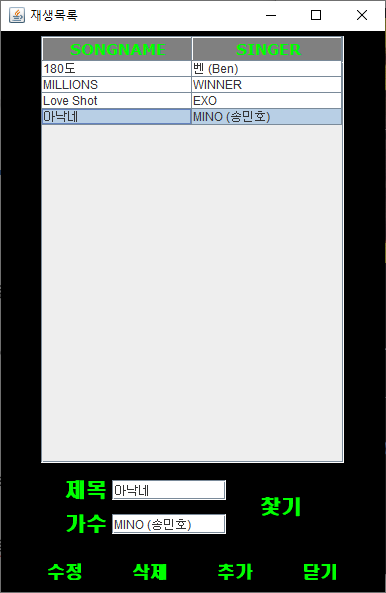 재생목록
SONGNAME SINGER
180도 벤 (Ben)
MILLIONS WINNER
Love Shot EXO
아낙네 MINO (송민호)
제목 아낙네
찾기
가수 MINO (송민호)
수정 삭제 추가 닫기